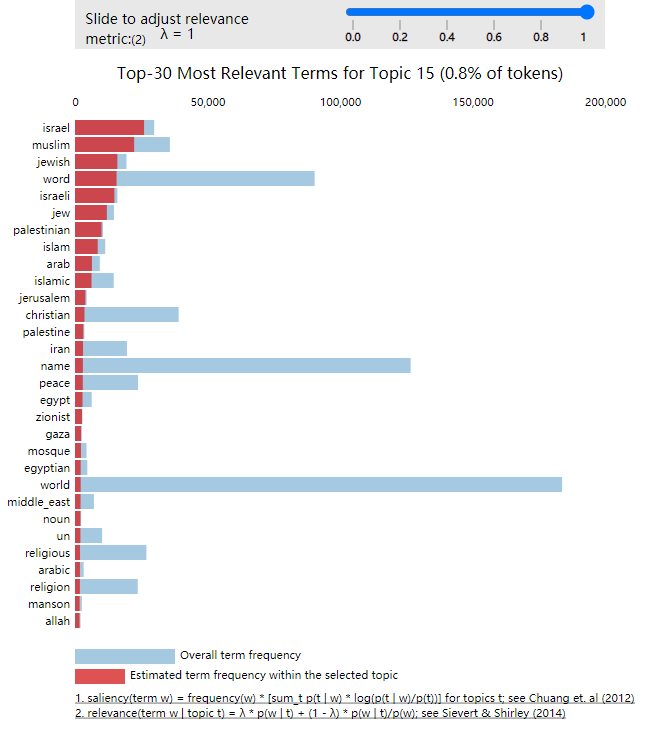 Slide to adjust relevance
metric:(2) λ = 1
0.0 0.2 0.4 0.6 0.8 1
Top-30 Most Relevant Terms for Topic 15 (0.8% of tokens)
0 50,000 100,000 150,000 200,000
israel
muslim
jewish
word
israeli
jew
palestinian
islam
arab
islamic
jerusalem
christian
palestine
iran
name
peace
egypt
zionist
gaza
mosque
egyptian
world
middle_east
noun
un
religious
arabic
religion
manson
allah
Overall term frequency
Estimated term frequency within the selected topic
1. saliency(term w) = frequency(w) * [sum_t p(t | w) * log(p(t | w)/p(t))] for topics t; see Chuang et. al (2012)
2. relevance(term w | topic t) = λ * p(w | t) + (1 - λ) * p(w | t)/p(w); see Sievert & Shirley (2014)